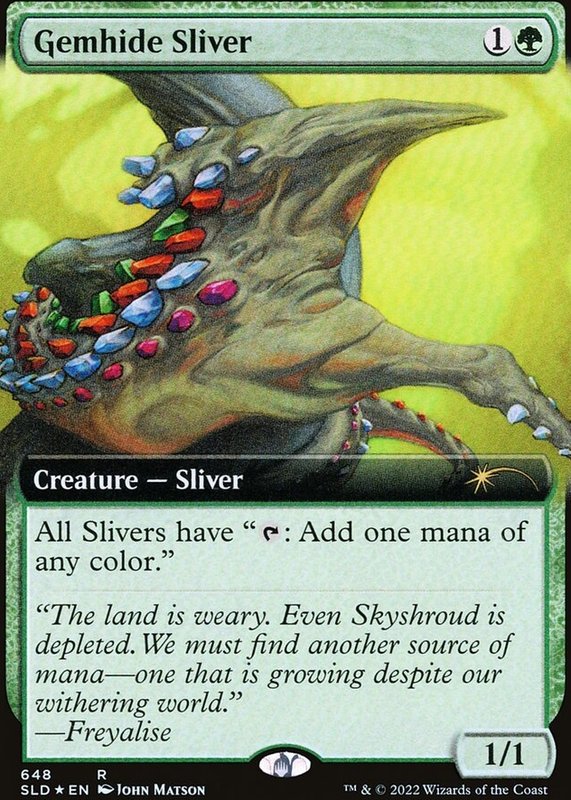 Gemhide Sliver 1
Creature — Sliver
All Slivers have “: Add one mana of
any color.”
“The land is weary. Even Skyshroud is
depleted. We must find another source of
mana—one that is growing despite our
withering world.”
—Freyalise
1/1
648 R
SLD ★ EN JOHN MATSON
™ & © 2022 Wizards of the Coast